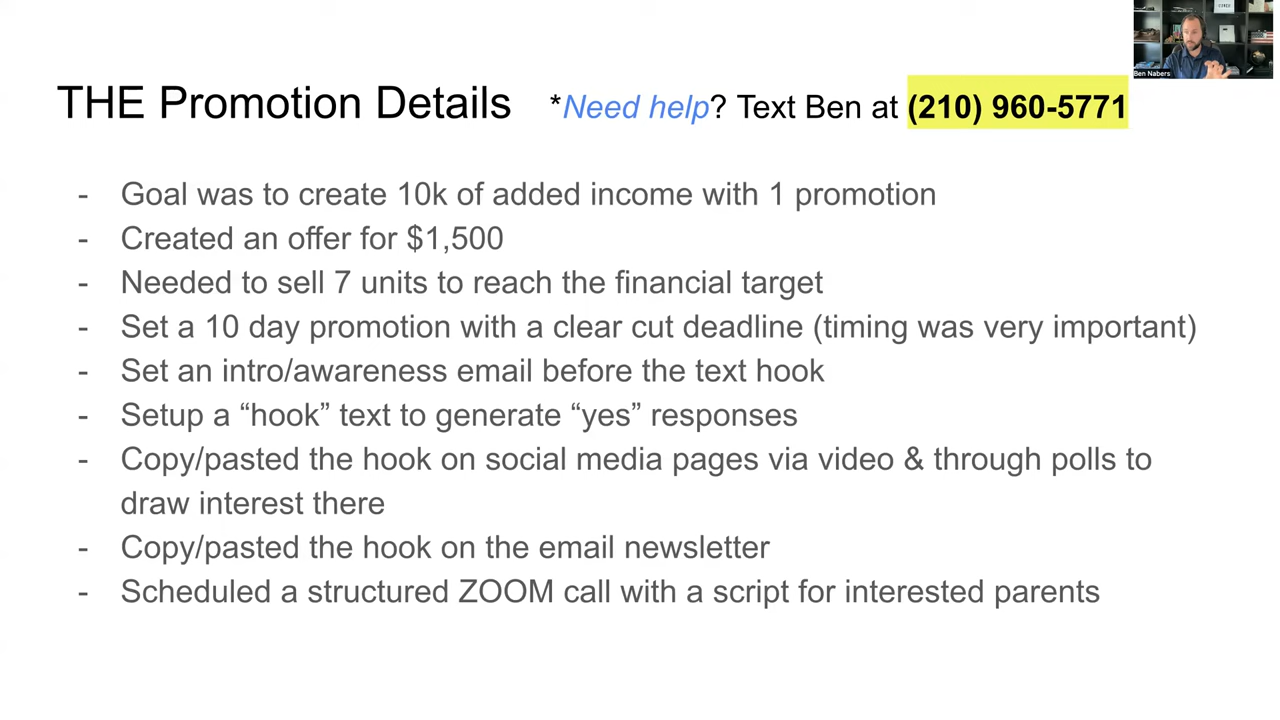 Ben Nabers
THE Promotion Details *Need help? Text Ben at (210) 960-5771
- Goal was to create 10k of added income with 1 promotion
- Created an offer for $1,500
- Needed to sell 7 units to reach the financial target
- Set a 10 day promotion with a clear cut deadline (timing was very important)
- Set an intro/awareness email before the text hook
- Setup a “hook” text to generate “yes” responses
- Copy/pasted the hook on social media pages via video & through polls to
draw interest there
- Copy/pasted the hook on the email newsletter
- Scheduled a structured ZOOM call with a script for interested parents